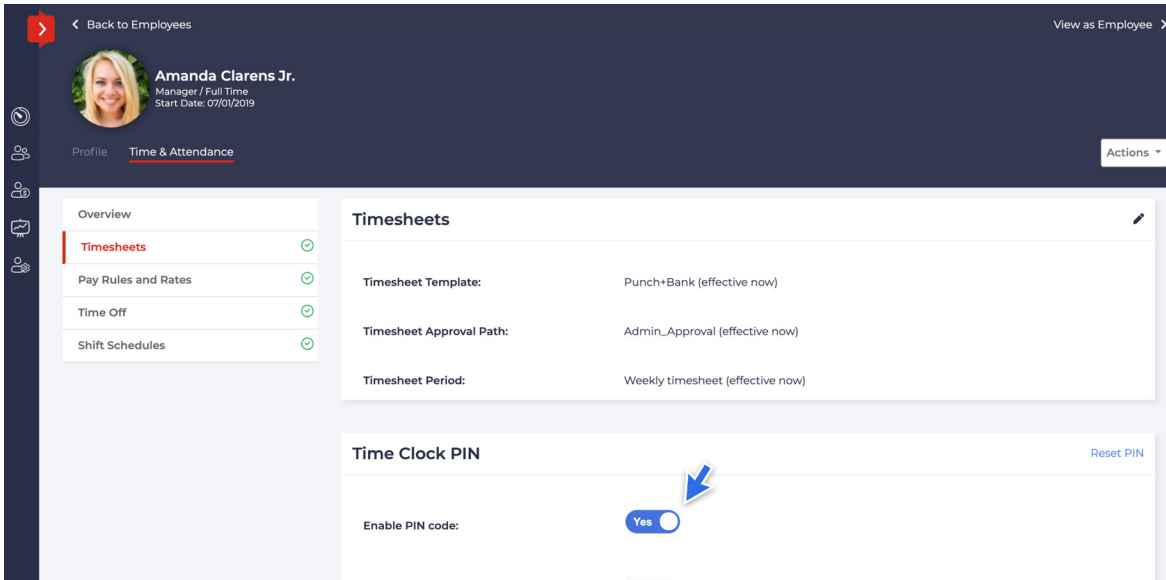 Back to Employees
View as Employee
Amanda Clarens Jr.
Manager / Full Time
Start Date: 07/01/2019
Profile
Time & Attendance
Actions
Overview
Timesheets
Pay Rules and Rates
Time Off
Shift Schedules
Timesheets
Timesheet Template:
Punch+Bank (effective now)
Timesheet Approval Path:
Admin_Approval (effective now)
Timesheet Period:
Weekly timesheet (effective now)
Time Clock PIN
Reset PIN
Enable PIN code:
Yes